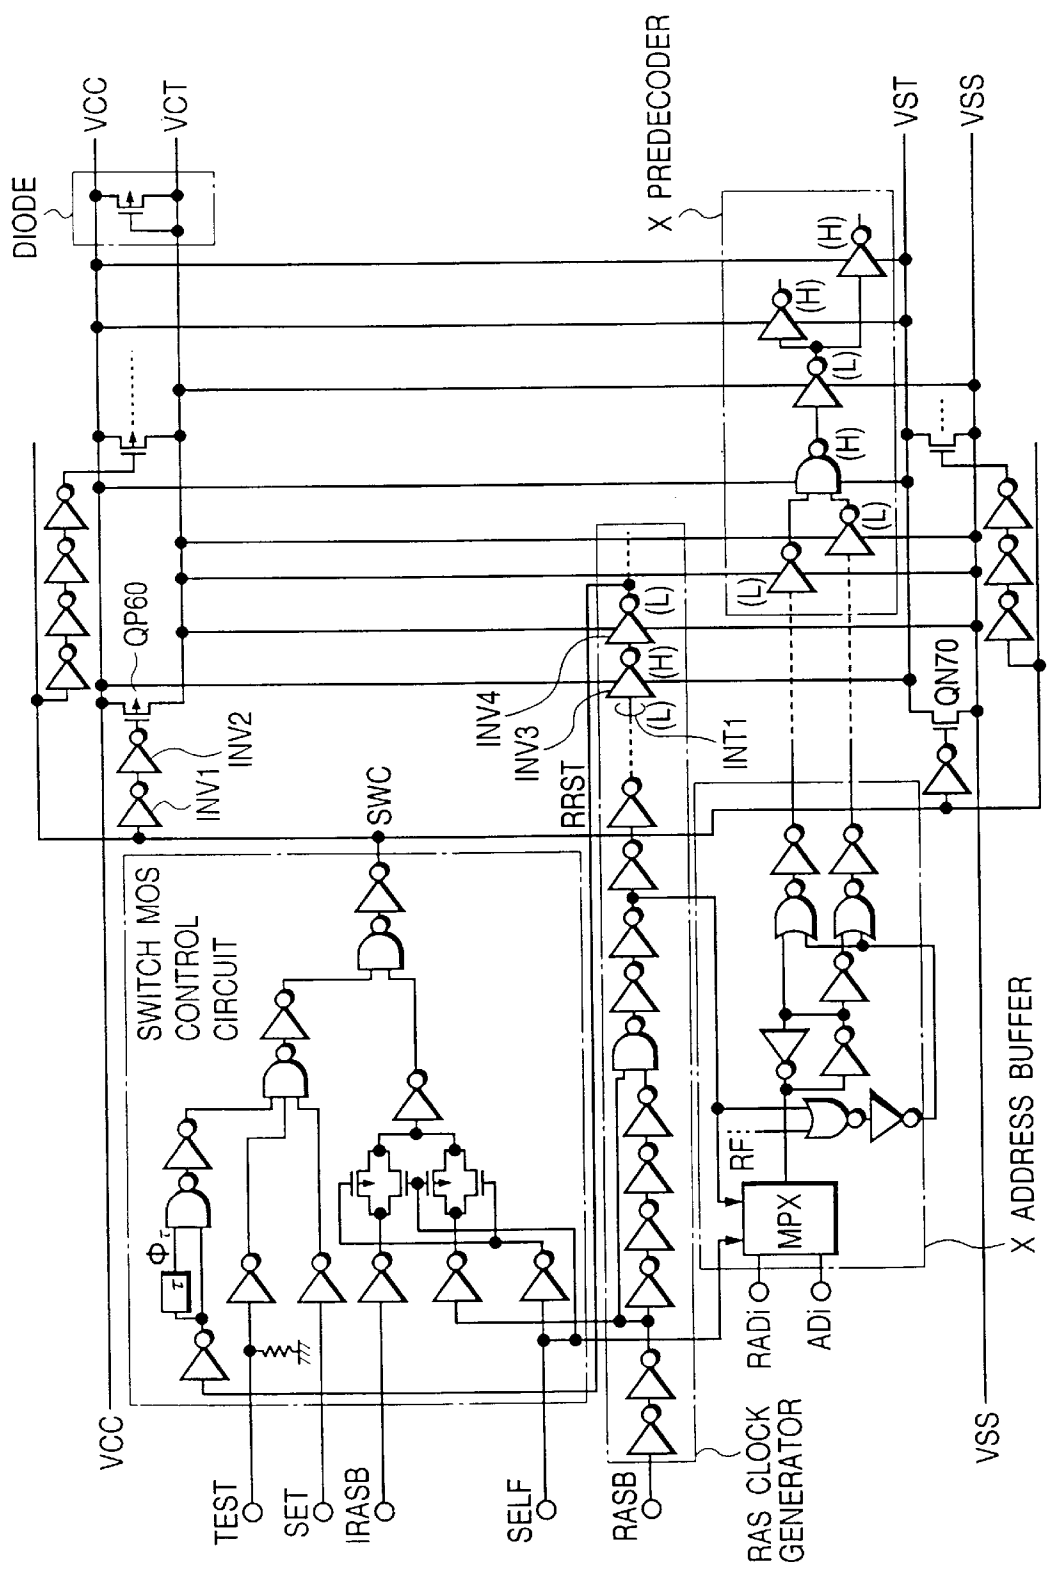 DIODE
VCC
VCT
X PREDECODER
VST
VSS
(H)
(H)
(L)
(H)
(L)
(L)
QP60
INV2
INV1
INV4
INV3
(L)
(H)
(L)
INT1
QN70
SWC
RRST
SWITCH MOS
CONTROL
CIRCUIT
Φτ
τ
RF
MPX
X ADDRESS BUFFER
RADi
ADi
VCC
TEST
SET
IRASB
SELF
RASB
RAS CLOCK
GENERATOR
VSS